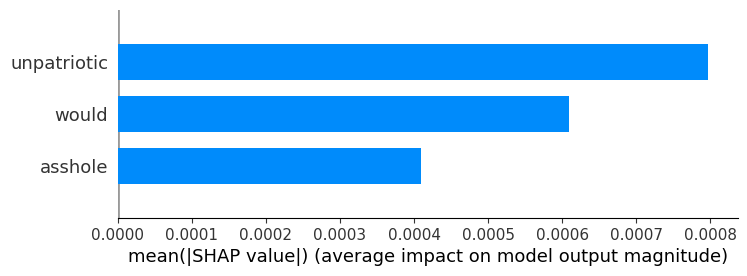 unpatriotic
would
asshole
0.0000 0.0001 0.0002 0.0003 0.0004 0.0005 0.0006 0.0007 0.0008
mean(|SHAP value|) (average impact on model output magnitude)